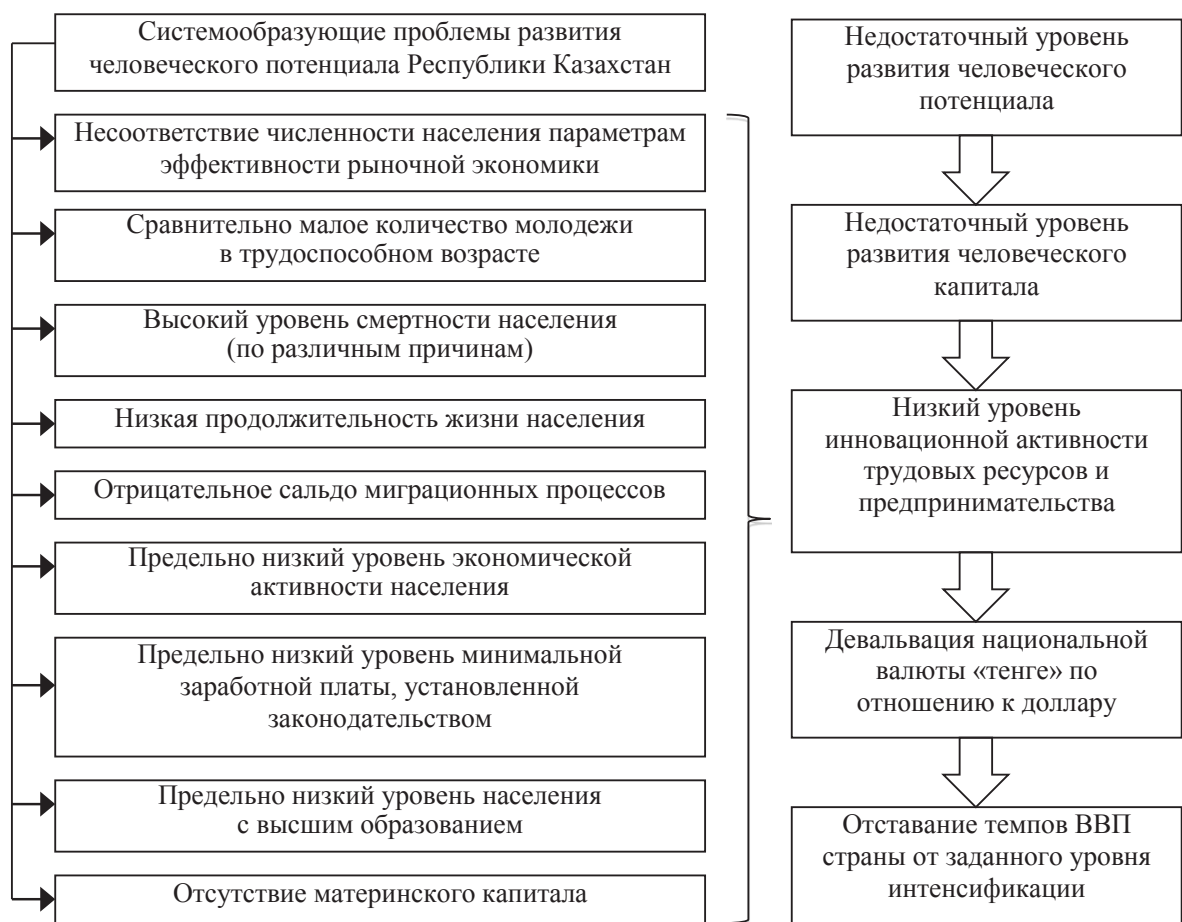 Системообразующие проблемы развития
человеческого потенциала Республики Казахстан
Несоответствие численности населения параметрам
эффективности рыночной экономики
Сравнительно малое количество молодежи
в трудоспособном возрасте
Высокий уровень смертности населения
(по различным причинам)
Низкая продолжительность жизни населения
Отрицательное сальдо миграционных процессов
Предельно низкий уровень экономической
активности населения
Предельно низкий уровень минимальной
заработной платы, установленной
законодательством
Предельно низкий уровень населения
с высшим образованием
Отсутствие материнского капитала
Недостаточный уровень
развития человеческого
потенциала
Недостаточный уровень
развития человеческого
капитала
Низкий уровень
инновационной активности
трудовых ресурсов и
предпринимательства
Девальвация национальной
валюты «тенге» по
отношению к доллару
Отставание темпов ВВП
страны от заданного уровня
интенсификации